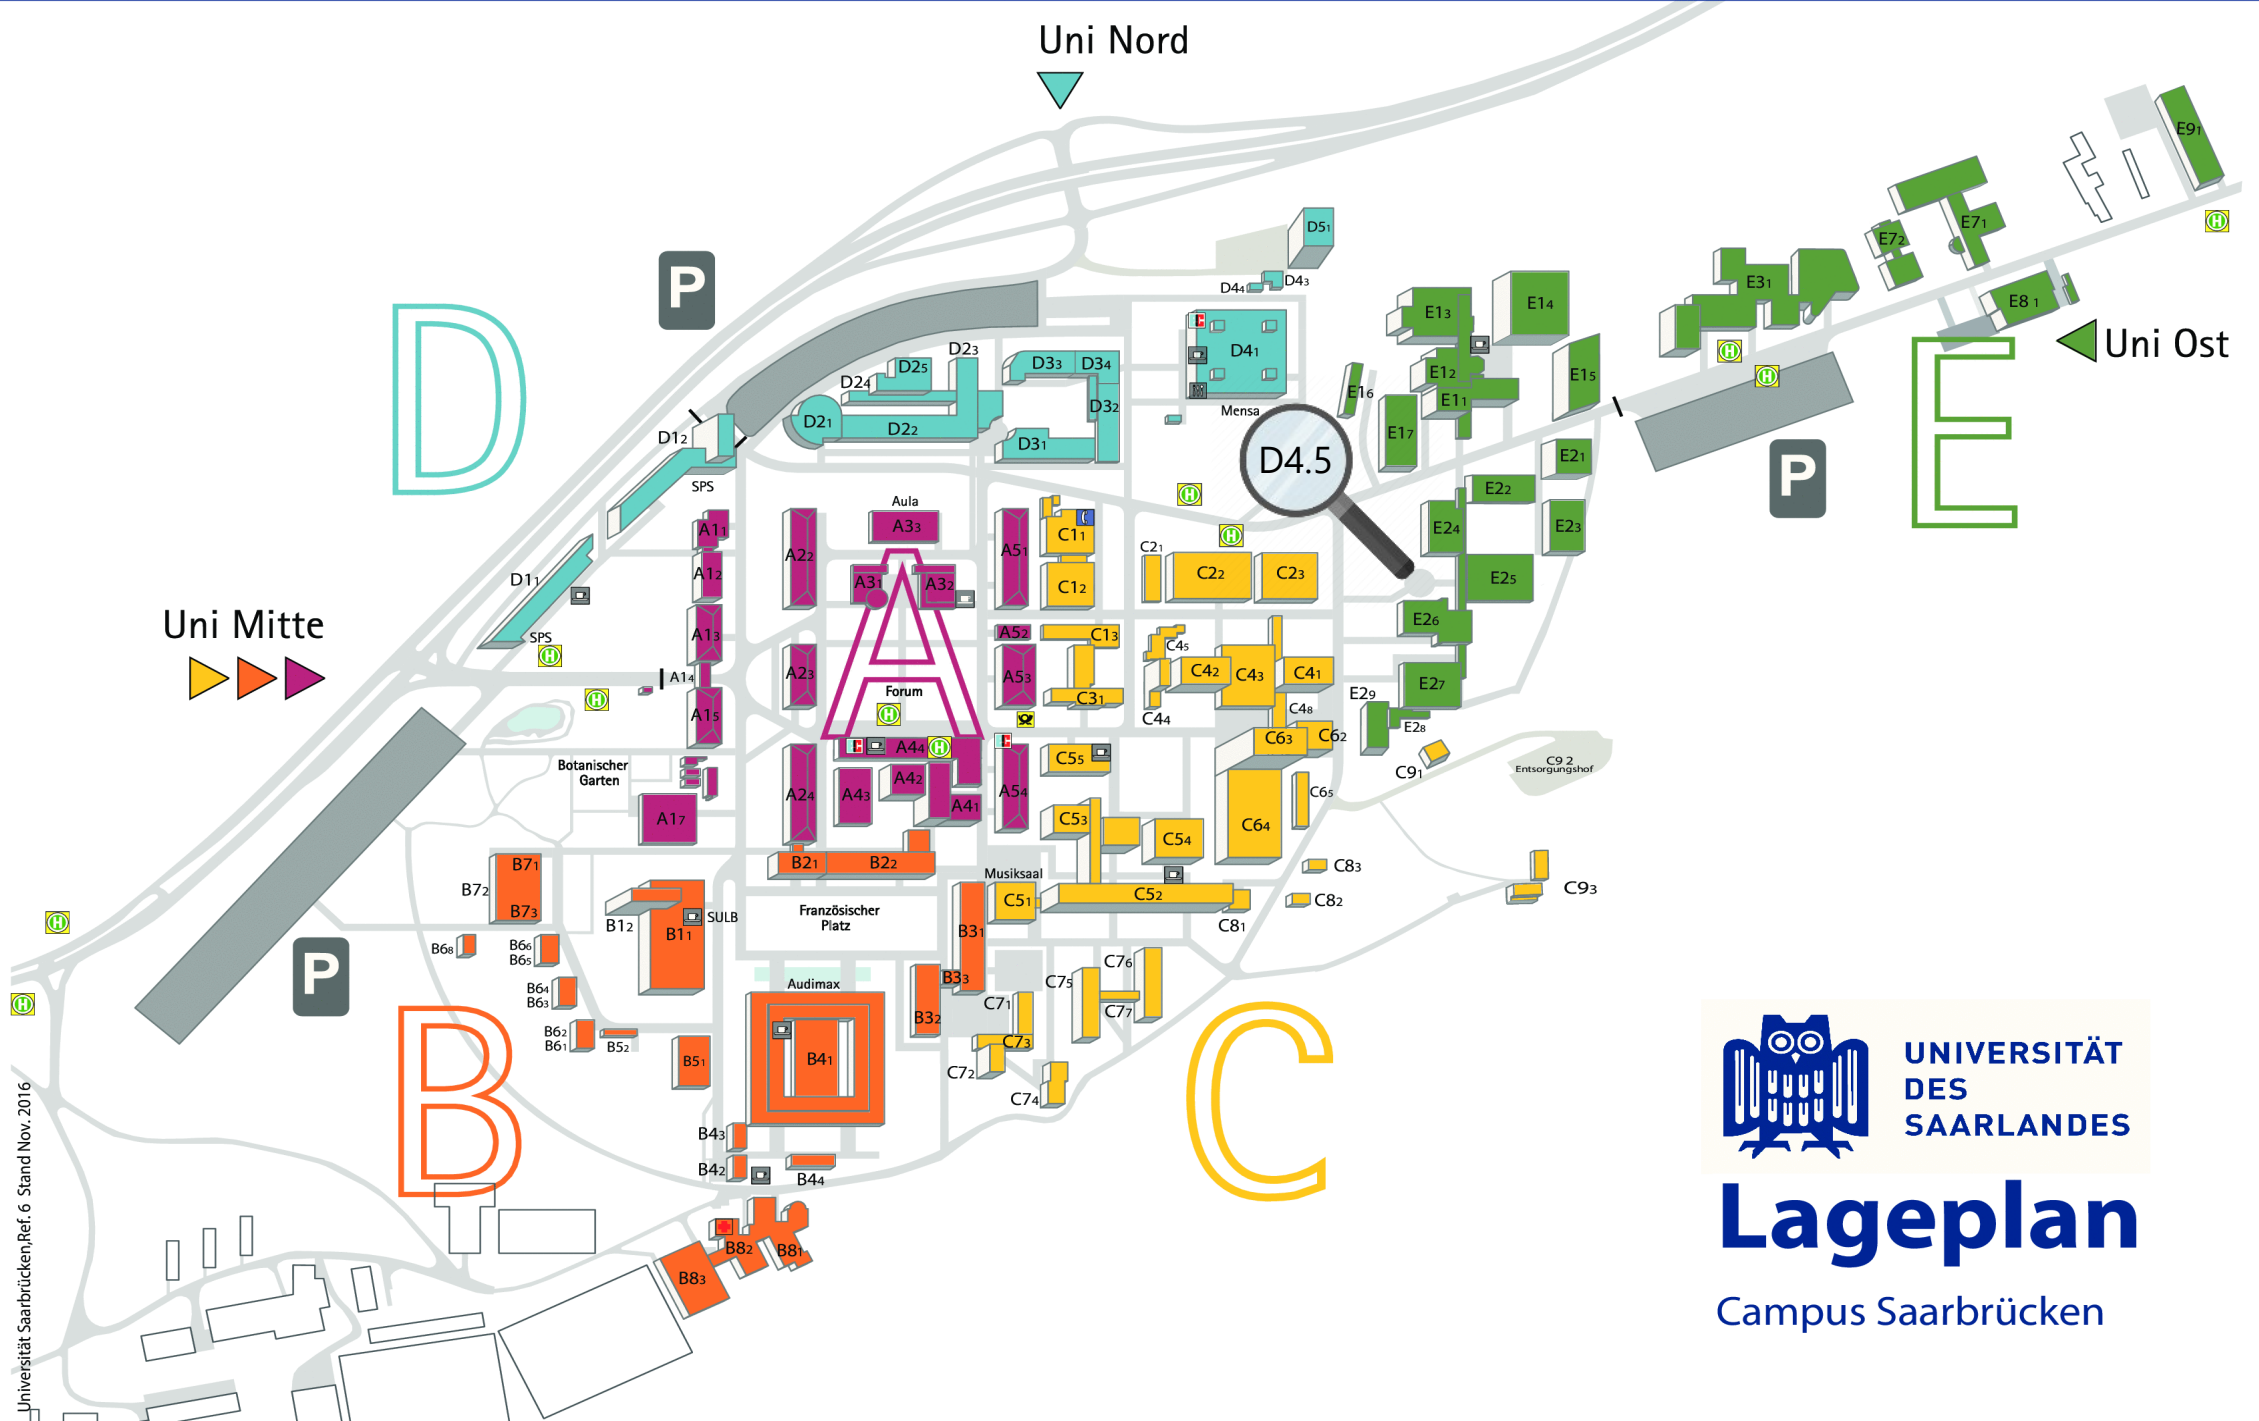 Uni Nord
E9 1
P
D5 1
E7 1
E7 2
D4 4
D4 3
E3 1
E1 3
E1 4
E8 1
Uni Ost
D
D2 3
D3 3
D3 4
D4 1
D2 5
D2 4
E1 2
E1 5
E1 6
E1 1
D3 2
Mensa
D2 1
D2 2
D3 1
E1 7
D1 2
D4.5
E
SPS
E2 1
P
E2 2
Aula
A1 1
A3 3
C1 1
E2 4
E2 3
A2 2
A5 1
C2 1
D1 1
A1 2
A3 1
A3 2
C1 2
C2 2
C2 3
E2 5
A
Uni Mitte
SPS
A1 3
A5 2
C1 3
C4 5
E2 6
A1 4
A2 3
A5 3
C4 2
C4 3
C4 1
E2 7
Forum
C3 1
E2 9
A1 5
C4 4
C4 8
E2 8
A4 4
C6 3
C6 2
Botanischer
Garten
C5 5
C9 1
C9 2
Entsorgungshof
A2 4
A4 3
A4 2
A4 1
A5 4
C6 5
A1 7
C5 3
C5 4
C6 4
B7 1
B2 1
B2 2
Musiksaal
C8 3
B7 2
C5 1
C5 2
C9 3
B7 3
B1 2
SULB
B1 1
Französischer
Platz
B3 1
C8 1
C8 2
B6 8
B6 6
B6 5
P
B3 3
C7 6
Audimax
C7 5
B6 4
B6 3
B3 2
C7 1
C7 7
B6 2
B6 1
B5 2
B5 1
B4 1
C7 3
C7 2
C7 4
B
C
B4 3
B4 2
B4 4
B8 2
B8 1
B8 3
UNIVERSITÄT
DES
SAARLANDES
Lageplan
Campus Saarbrücken
Universität Saarbrücken,Ref. 6 Stand Nov. 2016
H
H
H
H
H
H
H
H
H
H
H